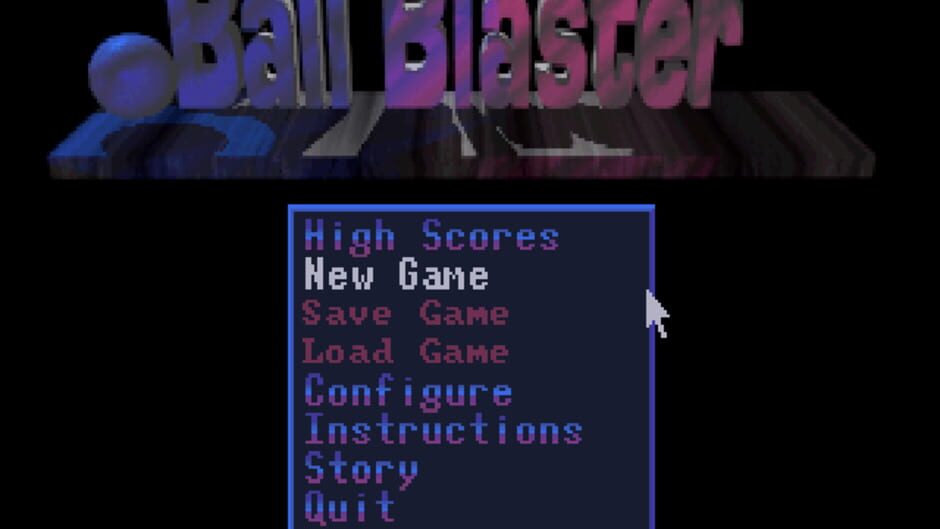 Ball Blaster
High Scores
New Game
Save Game
Load Game
Configure
Instructions
Story
Quit